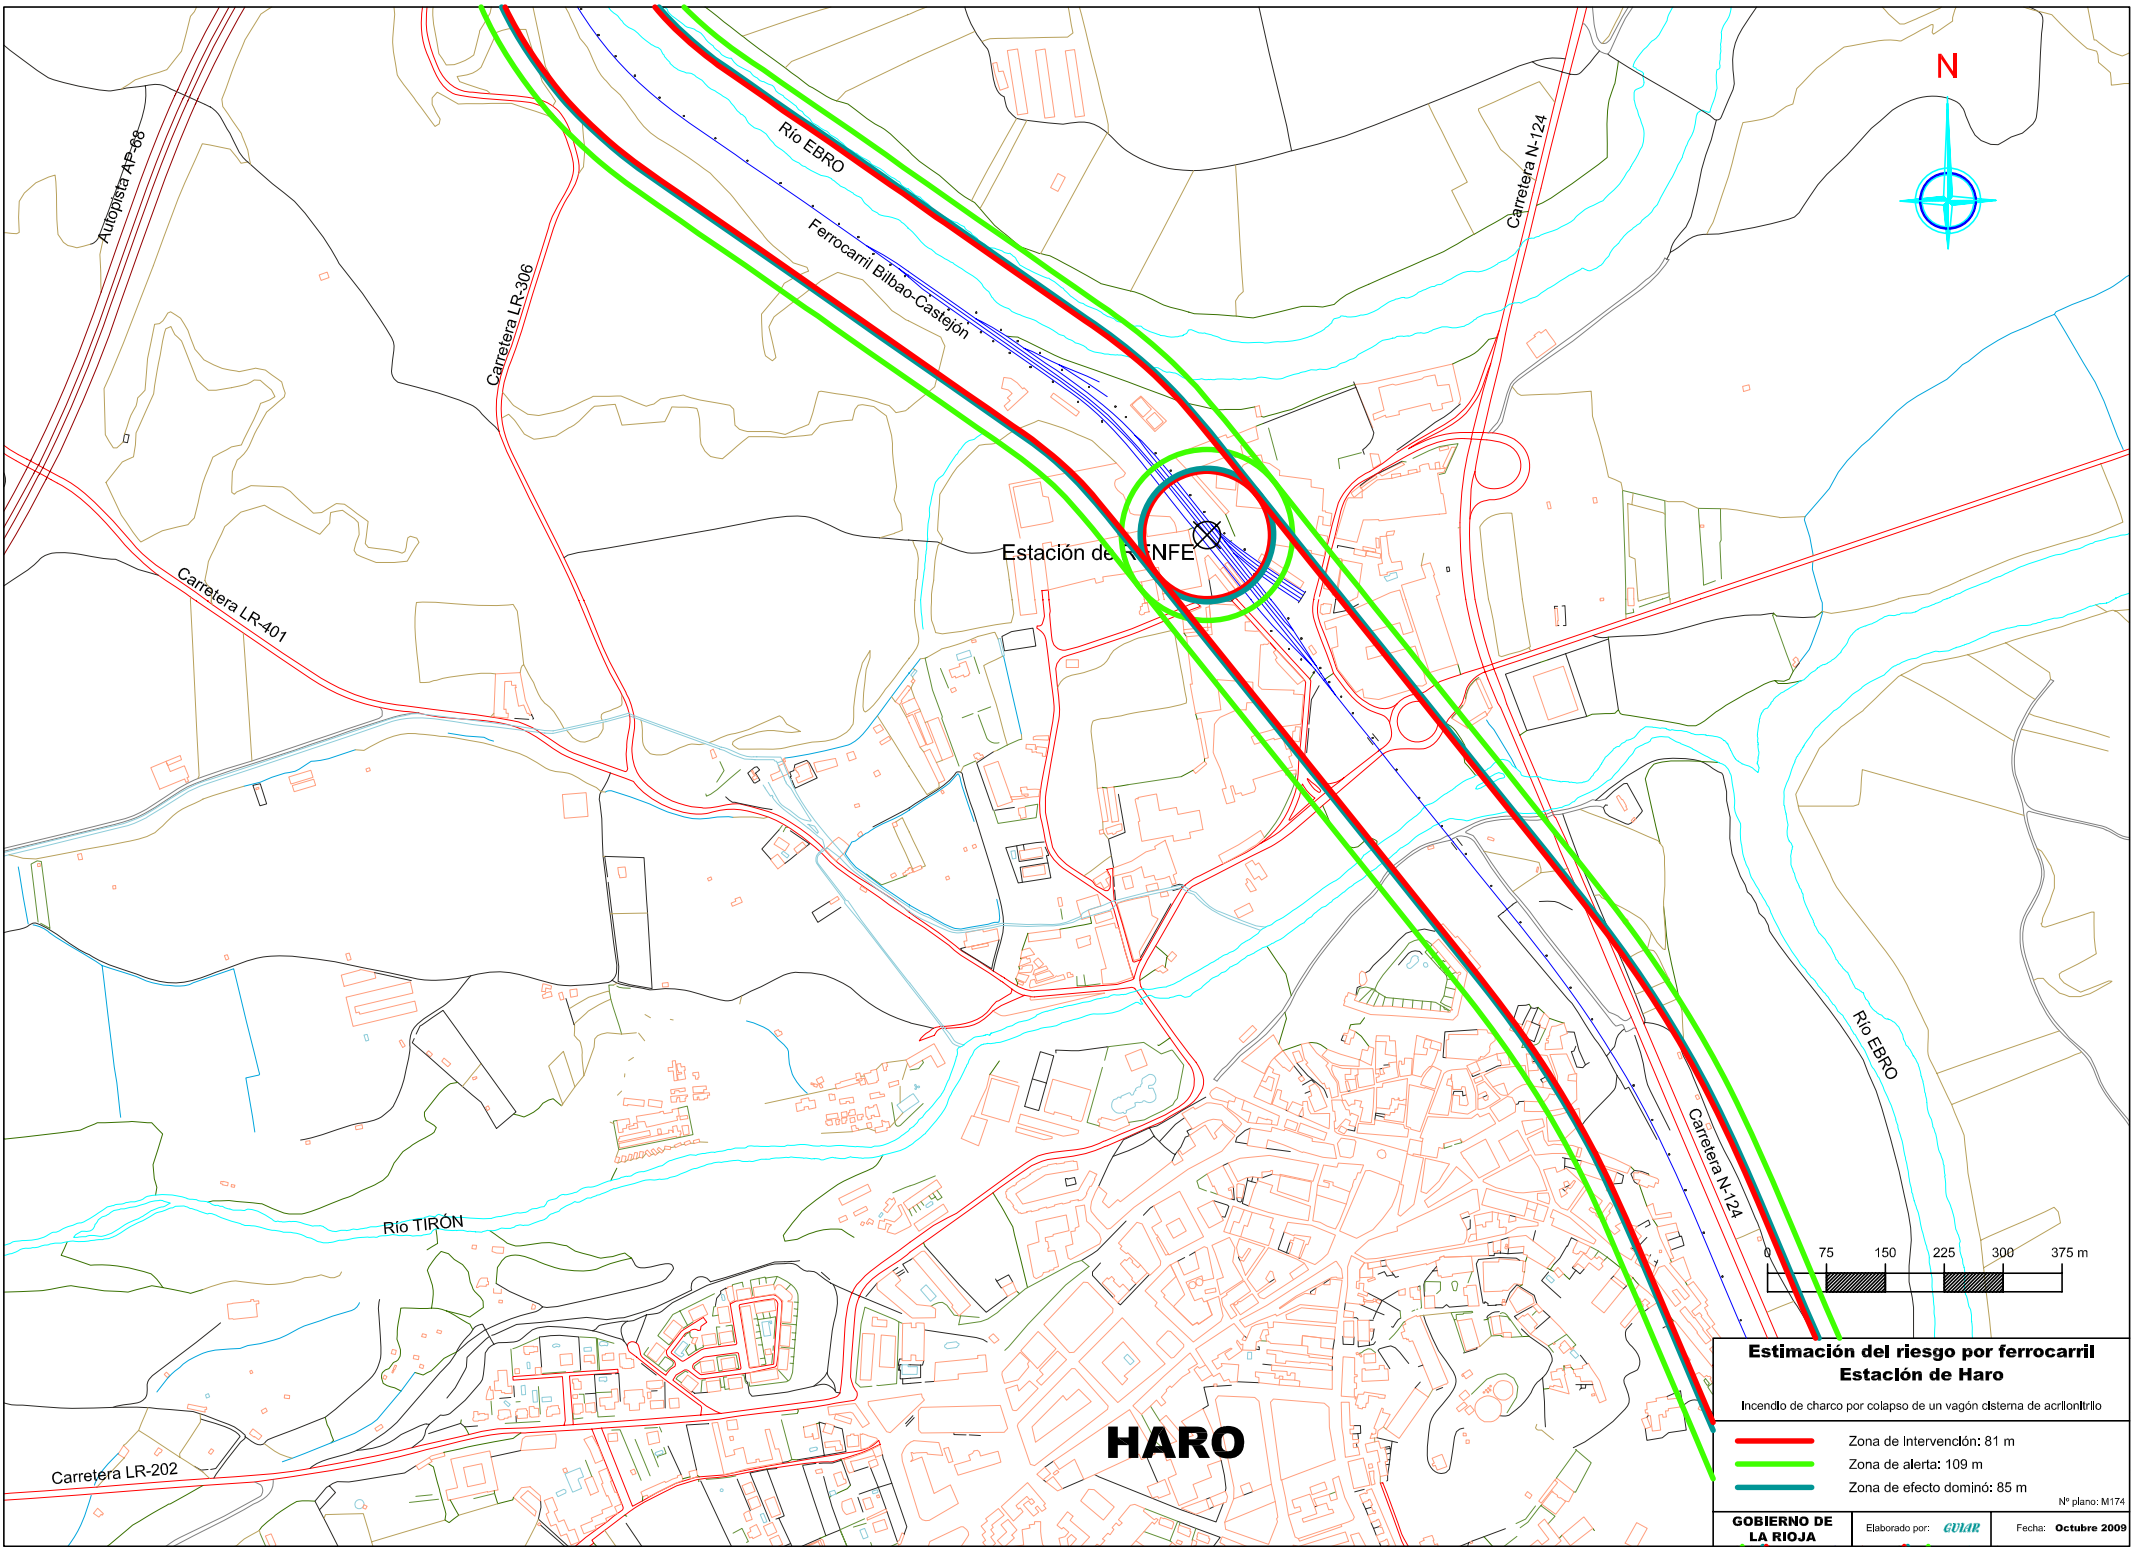 N
Autopista AP-68
Río EBRO
Carretera N-124
Ferrocarril Bilbao-Castejón
Carretera LR-306
Estación de RENFE
Carretera LR-401
Río EBRO
Carretera N-124
Río TIRÓN
0 75 150 225 300 375 m
HARO
Carretera LR-202
Estimación del riesgo por ferrocarril
Estación de Haro
Incendio de charco por colapso de un vagón cisterna de acrilonitrilo
Zona de Intervención: 81 m
Zona de alerta: 109 m
Zona de efecto dominó: 85 m
Nº plano: M174
GOBIERNO DE
LA RIOJA
Elaborado por: GUIAR
Fecha: Octubre 2009